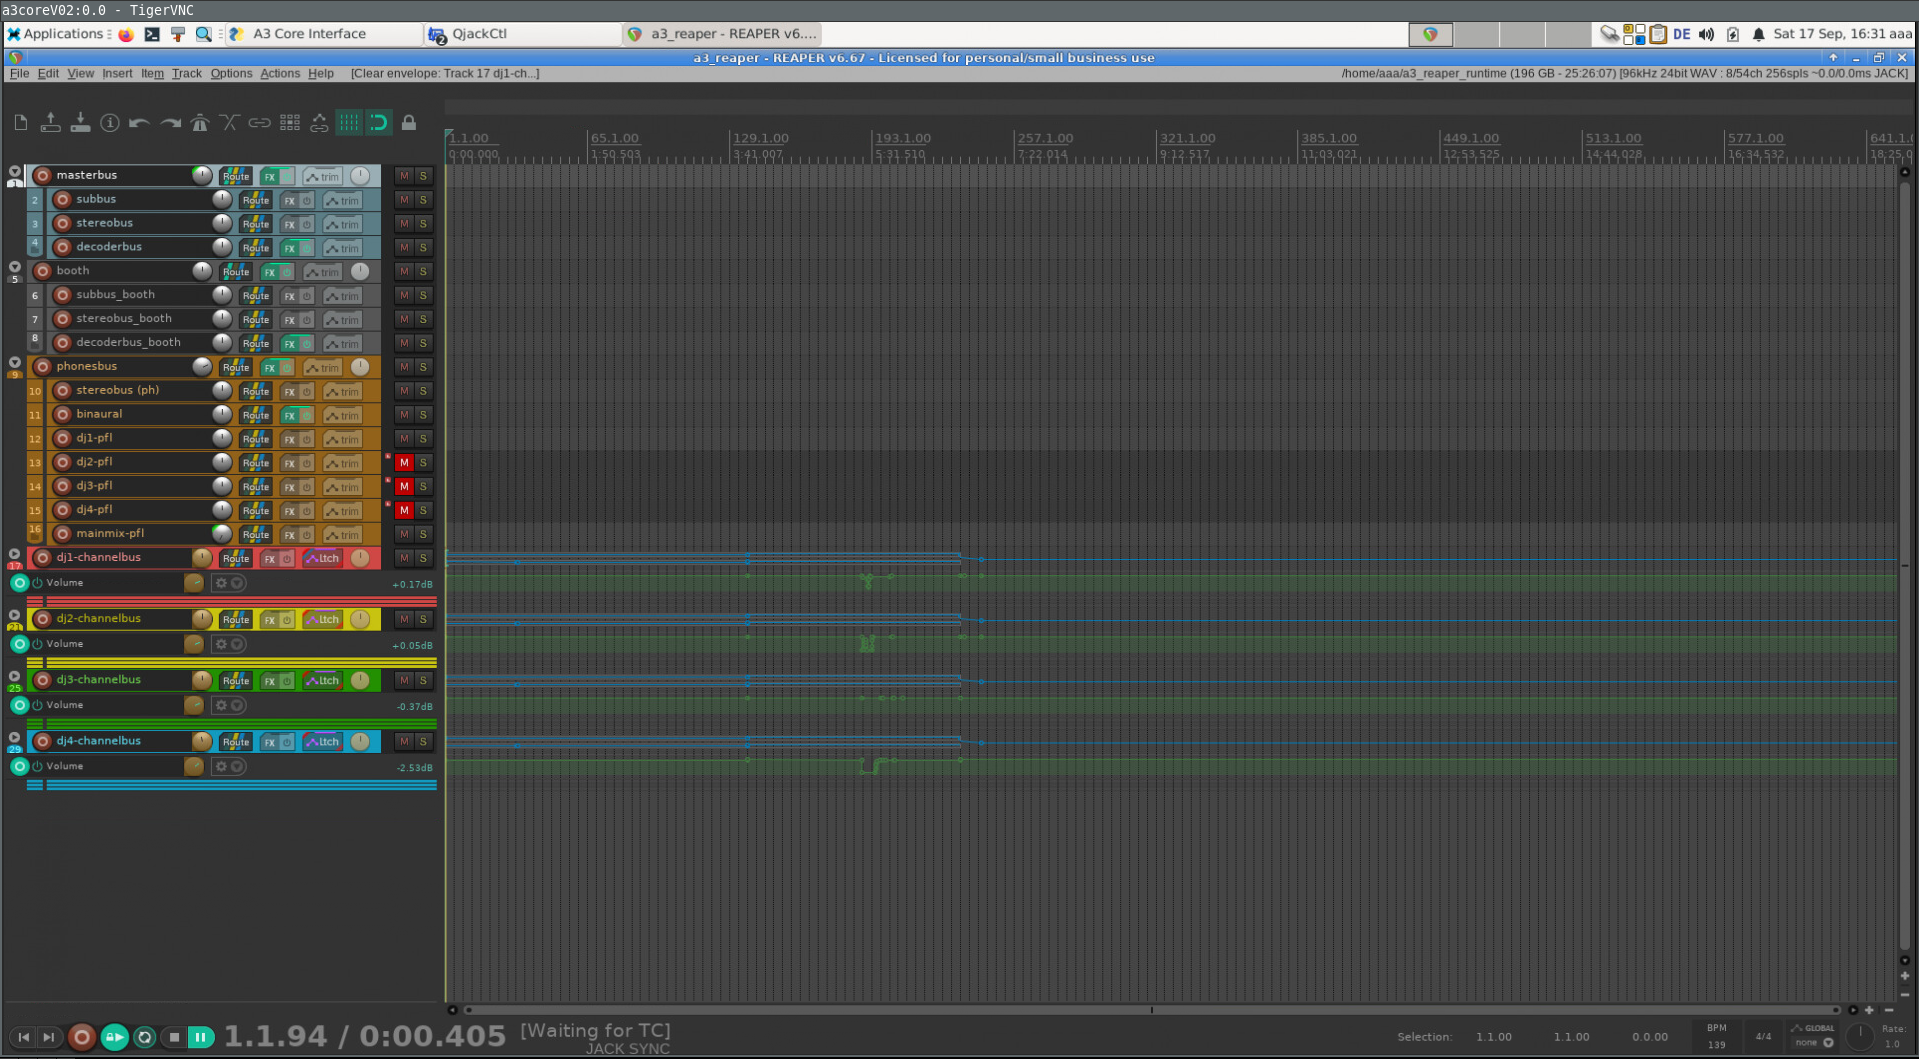 a3coreV02:0.0 - TigerVNC
Applications A3 Core Interface QjackCtl a3_reaper - REAPER v6.... DE Sat 17 Sep, 16:31 aaa
a3_reaper - REAPER v6.67 - Licensed for personal/small business use
File Edit View Insert Item Track Options Actions Help [Clear envelope: Track 17 dj1-ch...] /home/aaa/a3_reaper_runtime (196 GB - 25:26:07) [96kHz 24bit WAV : 8/54ch 256spls ~0.0/0.0ms JACK]
1.1.00 65.1.00 129.1.00 193.1.00 257.1.00 321.1.00 385.1.00 449.1.00 513.1.00 577.1.00 641.1.0
0:00.000 1:50.503 3:41.007 5:31.510 7:22.014 9:12.517 11:03.021 12:53.525 14:44.028 16:34.532 18:25.0
1 masterbus Route FX trim M S
2 subbus Route FX trim M S
3 stereobus Route FX trim M S
4 decoderbus Route FX trim M S
5 booth Route FX trim M S
6 subbus_booth Route FX trim M S
7 stereobus_booth Route FX trim M S
8 decoderbus_booth Route FX trim M S
9 phonesbus Route FX trim M S
10 stereobus (ph) Route FX trim M S
11 binaural Route FX trim M S
12 dj1-pfl Route FX trim M S
13 dj2-pfl Route FX trim M S
14 dj3-pfl Route FX trim M S
15 dj4-pfl Route FX trim M S
16 mainmix-pfl Route FX trim M S
17 dj1-channelbus Route FX Ltch M S
Volume +0.17dB
21 dj2-channelbus Route FX Ltch M S
Volume +0.05dB
25 dj3-channelbus Route FX Ltch M S
Volume -0.37dB
29 dj4-channelbus Route FX Ltch M S
Volume -2.53dB
1.1.94 / 0:00.405 [Waiting for TC]
JACK SYNC
Selection: 1.1.00 1.1.00 0.0.00
BPM
139
4/4
GLOBAL
none
Rate:
1.0